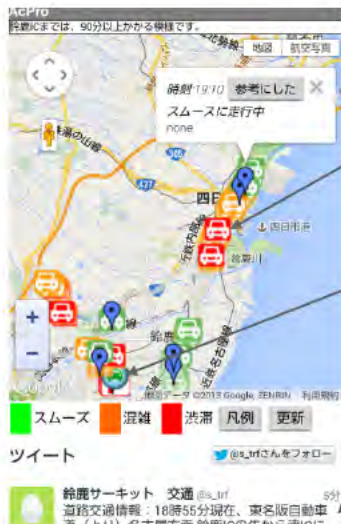 AcPro
鈴鹿ICまでは、90分以上かかる模様です。
地図 航空写真
時刻:19:10 参考にした
スムースに走行中
none
四日市港
鈴鹿川
鈴鹿
地図データ ©2013 Google, ZENRIN 利用規約
スムーズ 混雑 渋滞 凡例 更新
ツイート
@s_trfさんをフォロー
鈴鹿サーキット 交通 @s_trf 5分
道路交通情報：18時55分現在、東名阪自動車